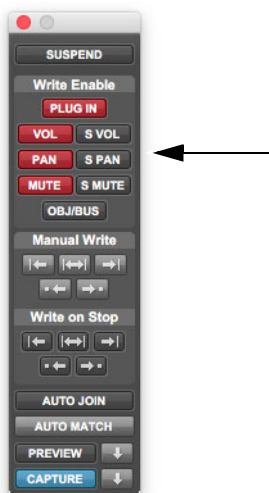 SUSPEND
Write Enable
PLUG IN
VOL S VOL
PAN S PAN
MUTE S MUTE
OBJ/BUS
Manual Write
Write on Stop
AUTO JOIN
AUTO MATCH
PREVIEW
CAPTURE